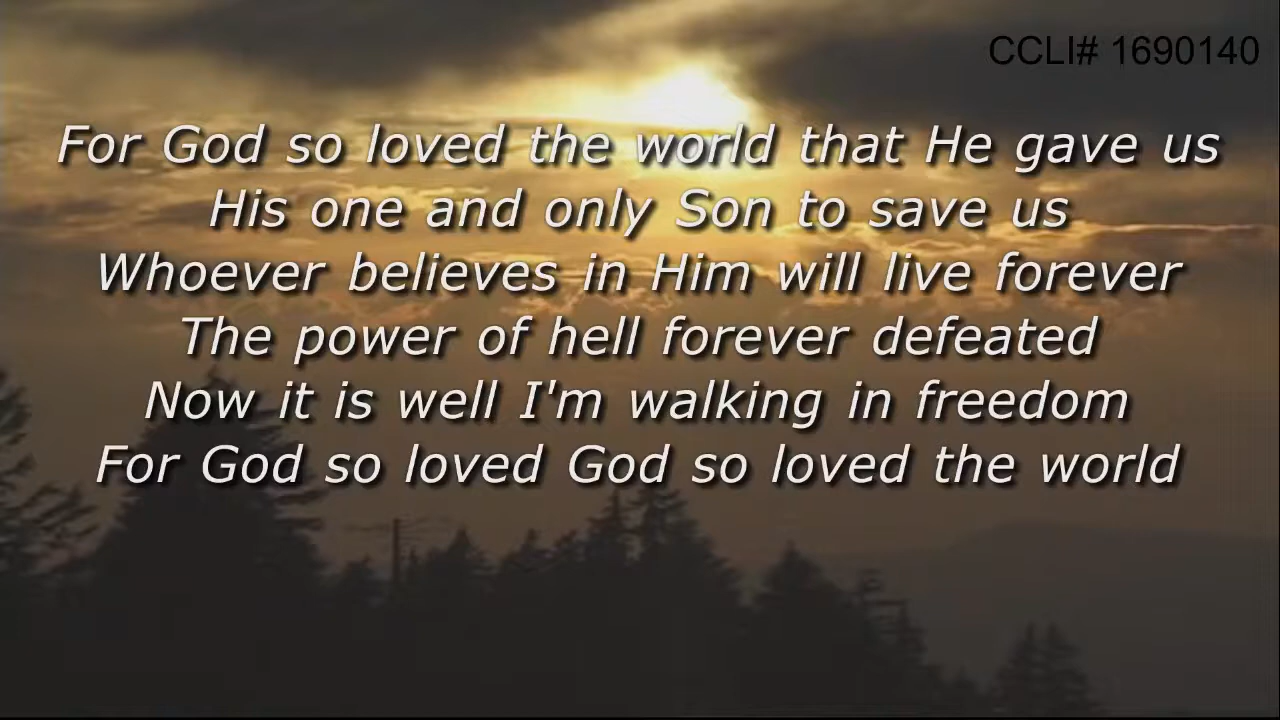 CCLI# 1690140
For God so loved the world that He gave us
His one and only Son to save us
Whoever believes in Him will live forever
The power of hell forever defeated
Now it is well I'm walking in freedom
For God so loved God so loved the world